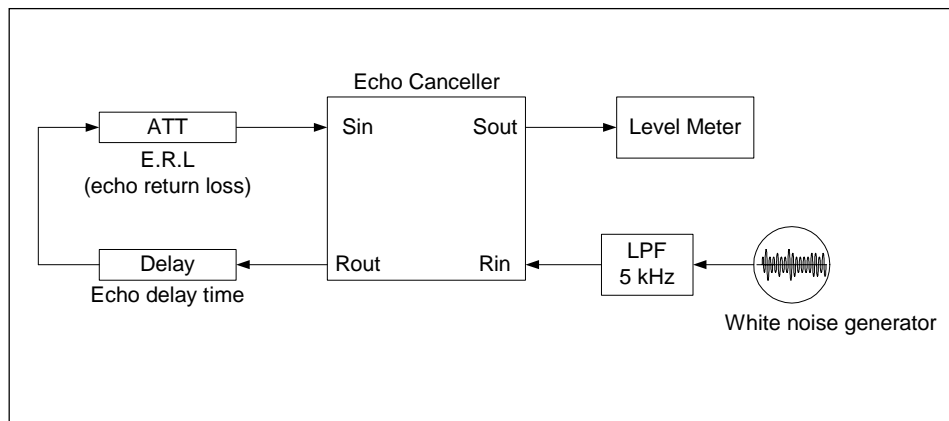 Echo Canceller
ATT
Sin
Sout
Level Meter
E.R.L
(echo return loss)
Delay
Rout
Rin
LPF
5 kHz
Echo delay time
White noise generator